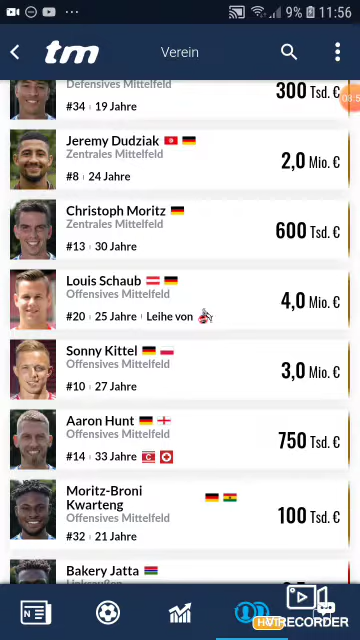 9% 11:56
tm
Verein
Defensives Mittelfeld
300 Tsd. €
#34 19 Jahre
08:5
Jeremy Dudziak
Zentrales Mittelfeld
2,0 Mio. €
#8 24 Jahre
Christoph Moritz
Zentrales Mittelfeld
600 Tsd. €
#13 30 Jahre
Louis Schaub
Offensives Mittelfeld
4,0 Mio. €
#20 25 Jahre Leihe von
Sonny Kittel
Offensives Mittelfeld
3,0 Mio. €
#10 27 Jahre
Aaron Hunt
Offensives Mittelfeld
750 Tsd. €
#14 33 Jahre C
Moritz-Broni
Kwarteng
Offensives Mittelfeld
100 Tsd. €
#32 21 Jahre
Bakery Jatta
Linksaußen
N
RECORDER